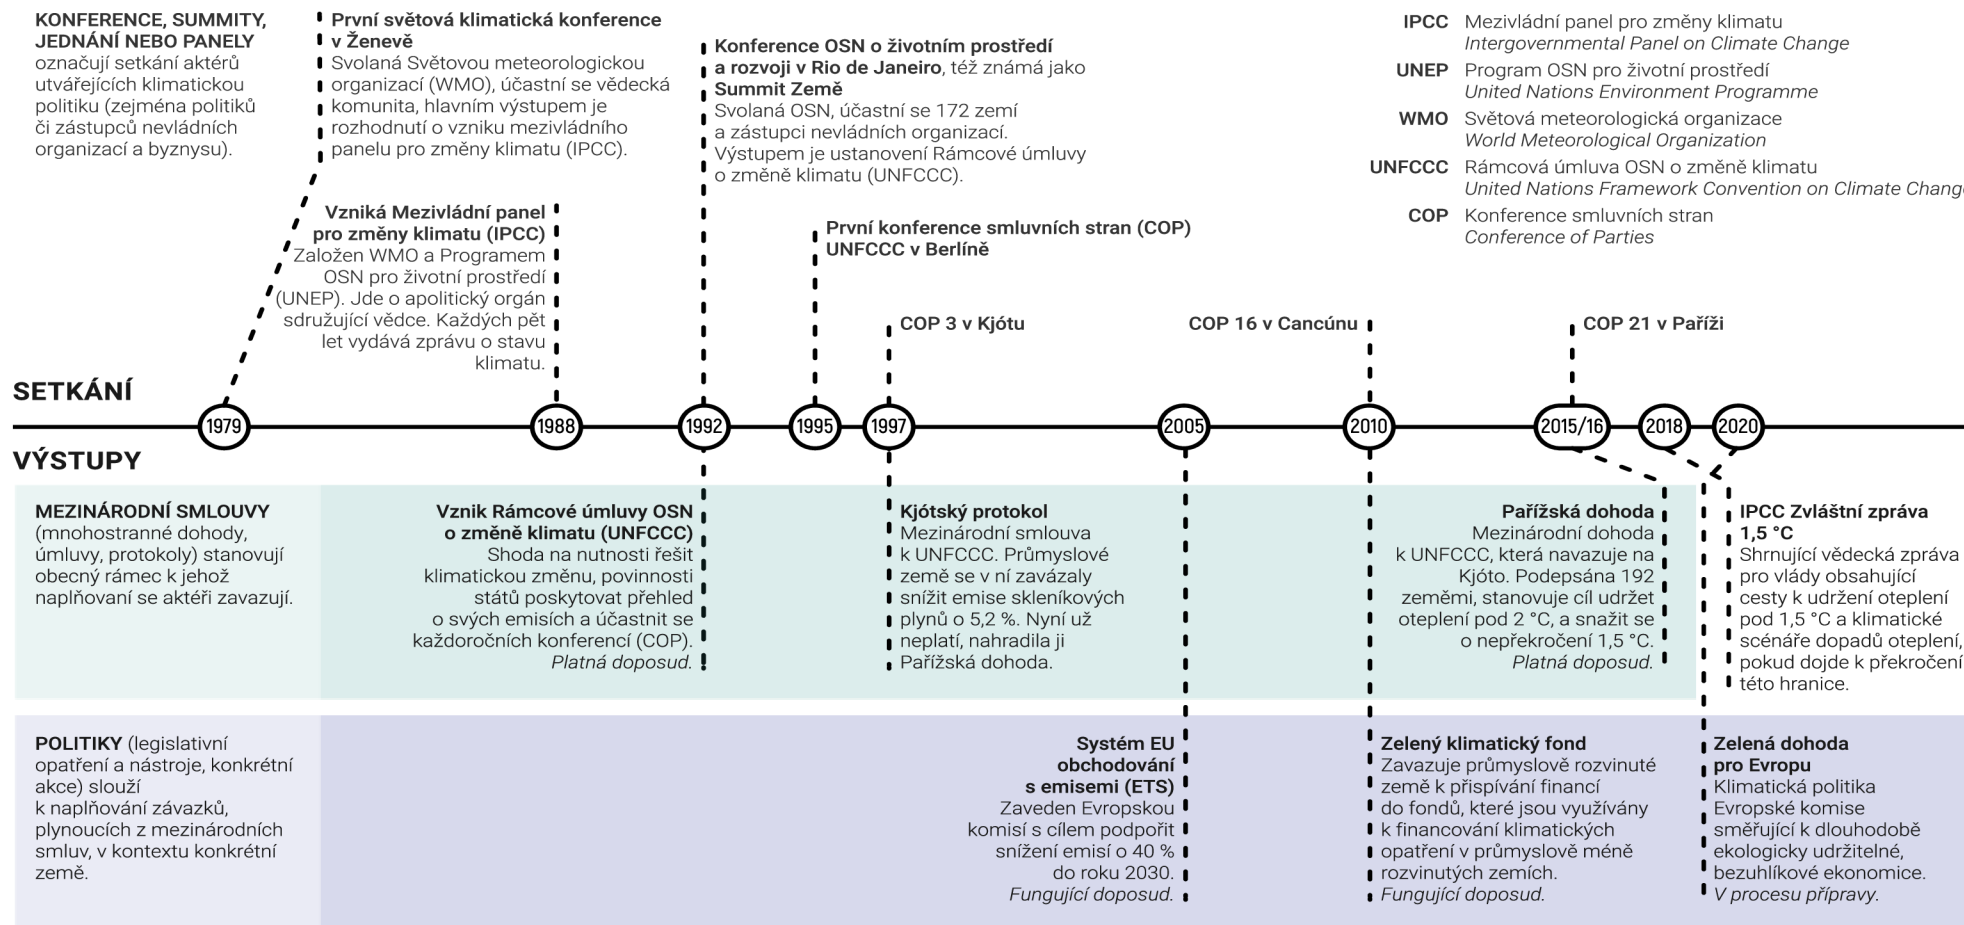 KONFERENCE, SUMMITY,
JEDNÁNÍ NEBO PANELY
označují setkání aktérů
utvářejících klimatickou
politiku (zejména politiků
či zástupců nevládních
organizací a byznysu).
První světová klimatická konference
v Ženevě
Svolaná Světovou meteorologickou
organizací (WMO), účastní se vědecká
komunita, hlavním výstupem je
rozhodnutí o vzniku mezivládního
panelu pro změny klimatu (IPCC).
Vzniká Mezivládní panel
pro změny klimatu (IPCC)
Založen WMO a Programem
OSN pro životní prostředí
(UNEP). Jde o apolitický orgán
sdružující vědce. Každých pět
let vydává zprávu o stavu
klimatu.
Konference OSN o životním prostředí
a rozvoji v Rio de Janeiro, též známá jako
Summit Země
Svolaná OSN, účastní se 172 zemí
a zástupci nevládních organizací.
Výstupem je ustanovení Rámcové úmluvy
o změně klimatu (UNFCCC).
První konference smluvních stran (COP)
UNFCCC v Berlíně
COP 3 v Kjótu
COP 16 v Cancúnu
COP 21 v Paříži
IPCC Mezivládní panel pro změny klimatu
Intergovernmental Panel on Climate Change
UNEP Program OSN pro životní prostředí
United Nations Environment Programme
WMO Světová meteorologická organizace
World Meteorological Organization
UNFCCC Rámcová úmluva OSN o změně klimatu
United Nations Framework Convention on Climate Chang
COP Konference smluvních stran
Conference of Parties
SETKÁNÍ
1979 1988 1992 1995 1997 2005 2010 2015/16 2018 2020
VÝSTUPY
MEZINÁRODNÍ SMLOUVY
(mnohostranné dohody,
úmluvy, protokoly) stanovují
obecný rámec k jehož
naplňovaní se aktéři zavazují.
Vznik Rámcové úmluvy OSN
o změně klimatu (UNFCCC)
Shoda na nutnosti řešit
klimatickou změnu, povinnosti
států poskytovat přehled
o svých emisích a účastnit se
každoročních konferencí (COP).
Platná doposud.
Kjótský protokol
Mezinárodní smlouva
k UNFCCC. Průmyslové
země se v ní zavázaly
snížit emise skleníkových
plynů o 5,2 %. Nyní už
neplatí, nahradila ji
Pařížská dohoda.
Pařížská dohoda
Mezinárodní dohoda
k UNFCCC, která navazuje na
Kjóto. Podepsána 192
zeměmi, stanovuje cíl udržet
oteplení pod 2 °C, a snažit se
o nepřekročení 1,5 °C.
Platná doposud.
IPCC Zvláštní zpráva
1,5 °C
Shrnující vědecká zpráva
pro vlády obsahující
cesty k udržení oteplení
pod 1,5 °C a klimatické
scénáře dopadů oteplení,
pokud dojde k překročení
této hranice.
POLITIKY (legislativní
opatření a nástroje, konkrétní
akce) slouží
k naplňování závazků,
plynoucích z mezinárodních
smluv, v kontextu konkrétní
země.
Systém EU
obchodování
s emisemi (ETS)
Zaveden Evropskou
komisí s cílem podpořit
snížení emisí o 40 %
do roku 2030.
Fungující doposud.
Zelený klimatický fond
Zavazuje průmyslově rozvinuté
země k přispívání financí
do fondů, které jsou využívány
k financování klimatických
opatření v průmyslově méně
rozvinutých zemích.
Fungující doposud.
Zelená dohoda
pro Evropu
Klimatická politika
Evropské komise
směřující k dlouhodobě
ekologicky udržitelné,
bezuhlíkové ekonomice.
V procesu přípravy.